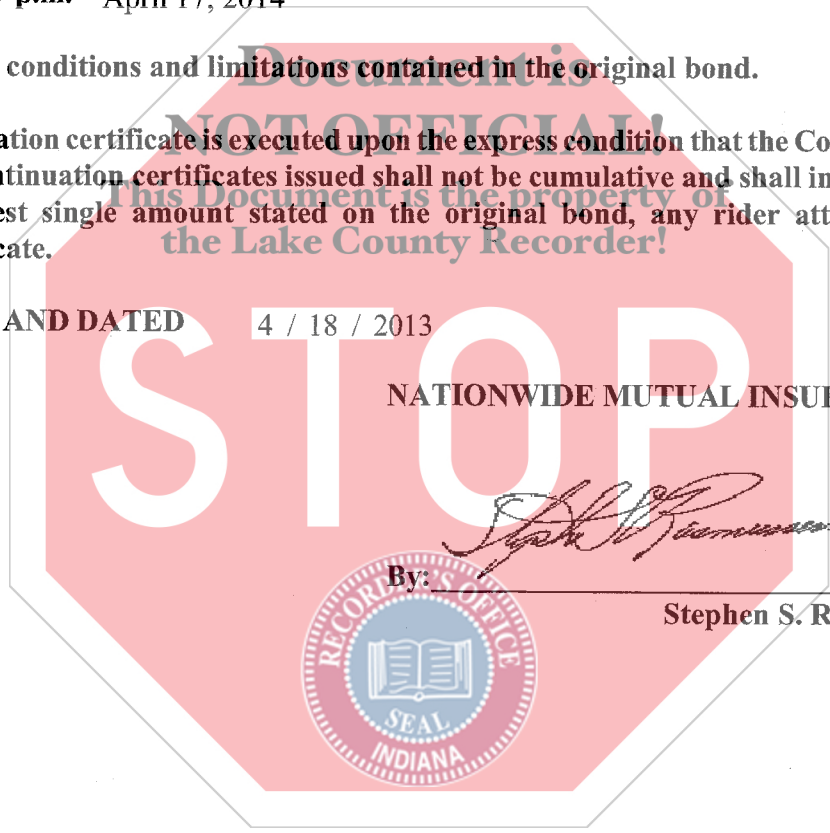 p.m. April 17, 2014
Document is
conditions and limitations contained in the original bond.
NOT OFFICIAL!
ation certificate is executed upon the express condition that the Co
ntinuation certificates issued shall not be cumulative and shall in
This Document is the property of
est single amount stated on the original bond, any rider att
the Lake County Recorder!
cate.
AND DATED 4 / 18 / 2013
STOP
NATIONWIDE MUTUAL INSU
Stephen S Rasmussen
By:
Stephen S. R
RECORDER'S OFFICE
SEAL
INDIANA